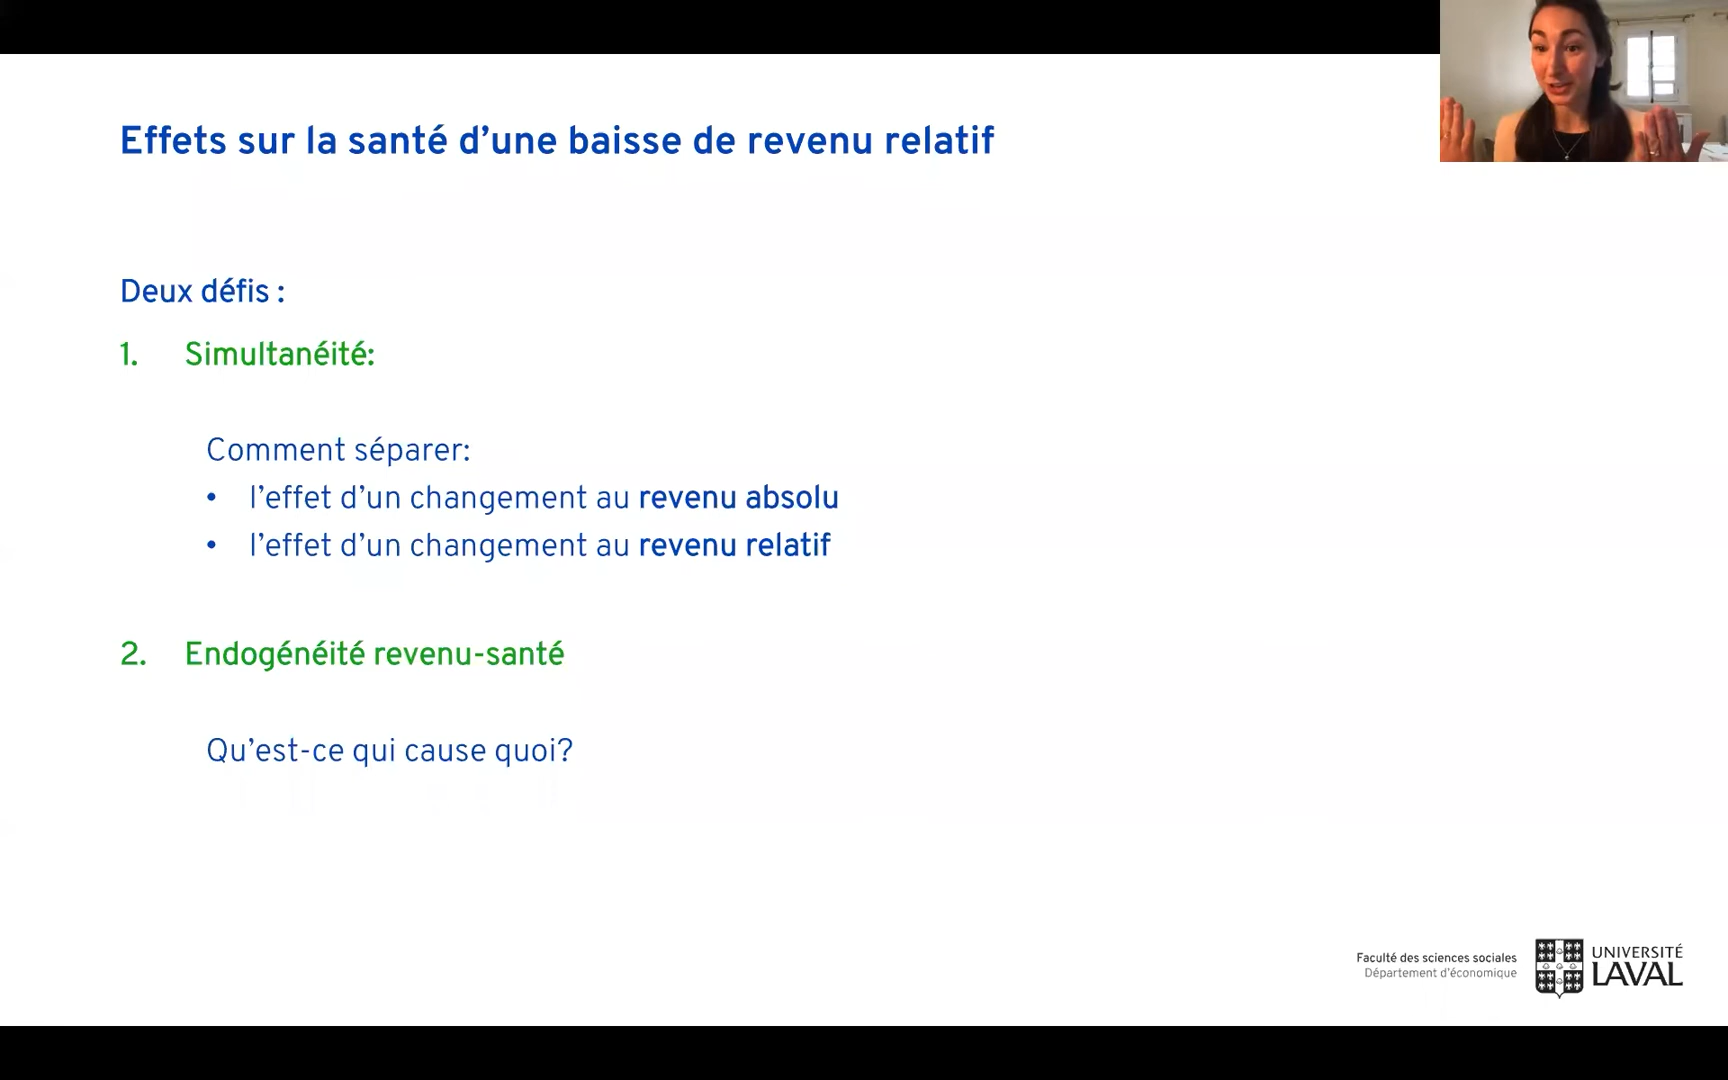 Effets sur la santé d'une baisse de revenu relatif
Deux défis :
1. Simultanéité:
Comment séparer:
• l'effet d'un changement au revenu absolu
• l'effet d'un changement au revenu relatif
2. Endogénéité revenu-santé
Qu'est-ce qui cause quoi?
Faculté des sciences sociales
Département d'économique
UNIVERSITÉ
LAVAL